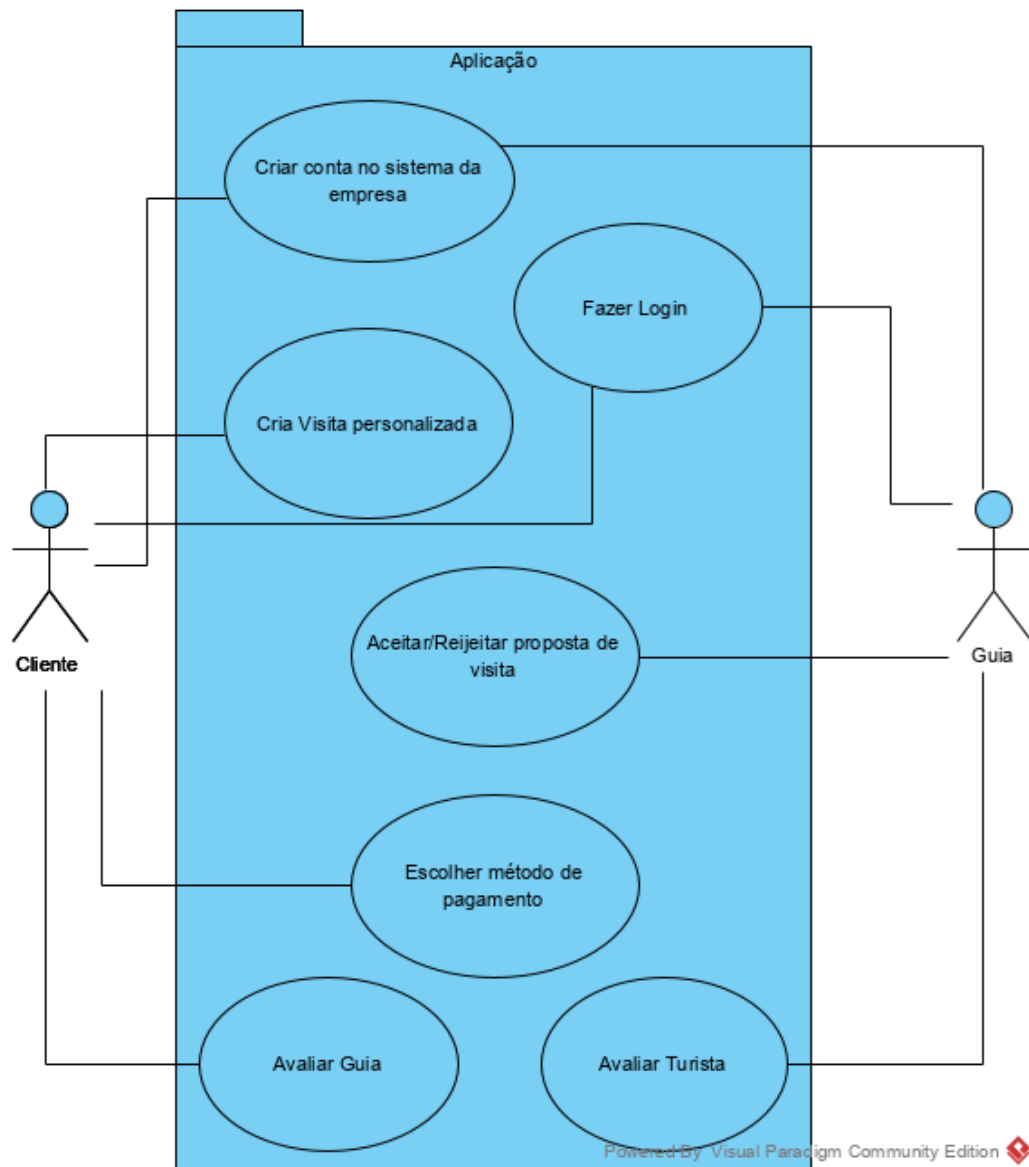 Aplicação
Criar conta no sistema da
empresa
Fazer Login
Cria Visita personalizada
Cliente
Aceitar/Reijeitar proposta de
visita
Guia
Escolher método de
pagamento
Avaliar Guia
Avaliar Turista
Powered By Visual Paradigm Community Edition